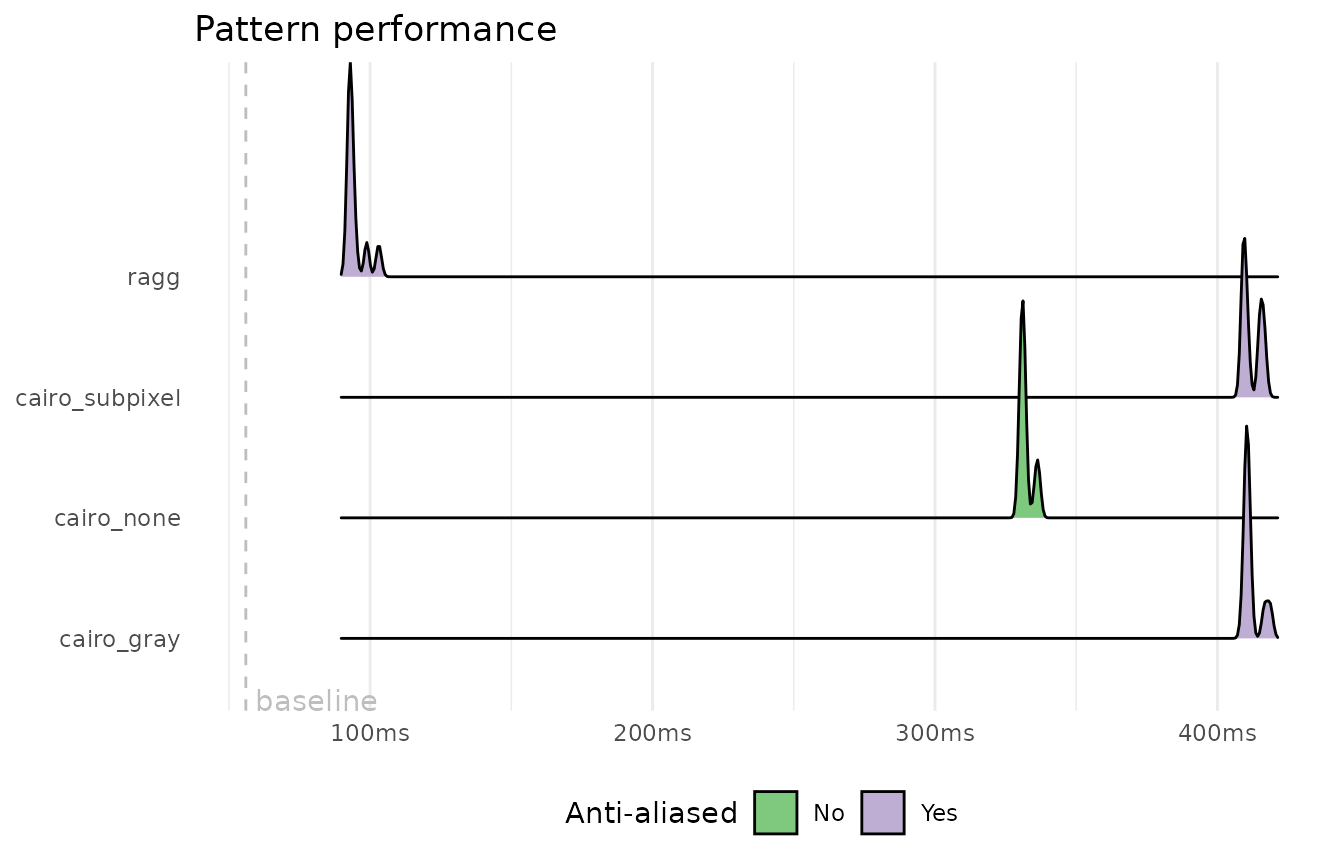 Pattern performance
ragg
cairo_subpixel
cairo_none
cairo_gray
baseline
100ms 200ms 300ms 400ms
Anti-aliased No Yes